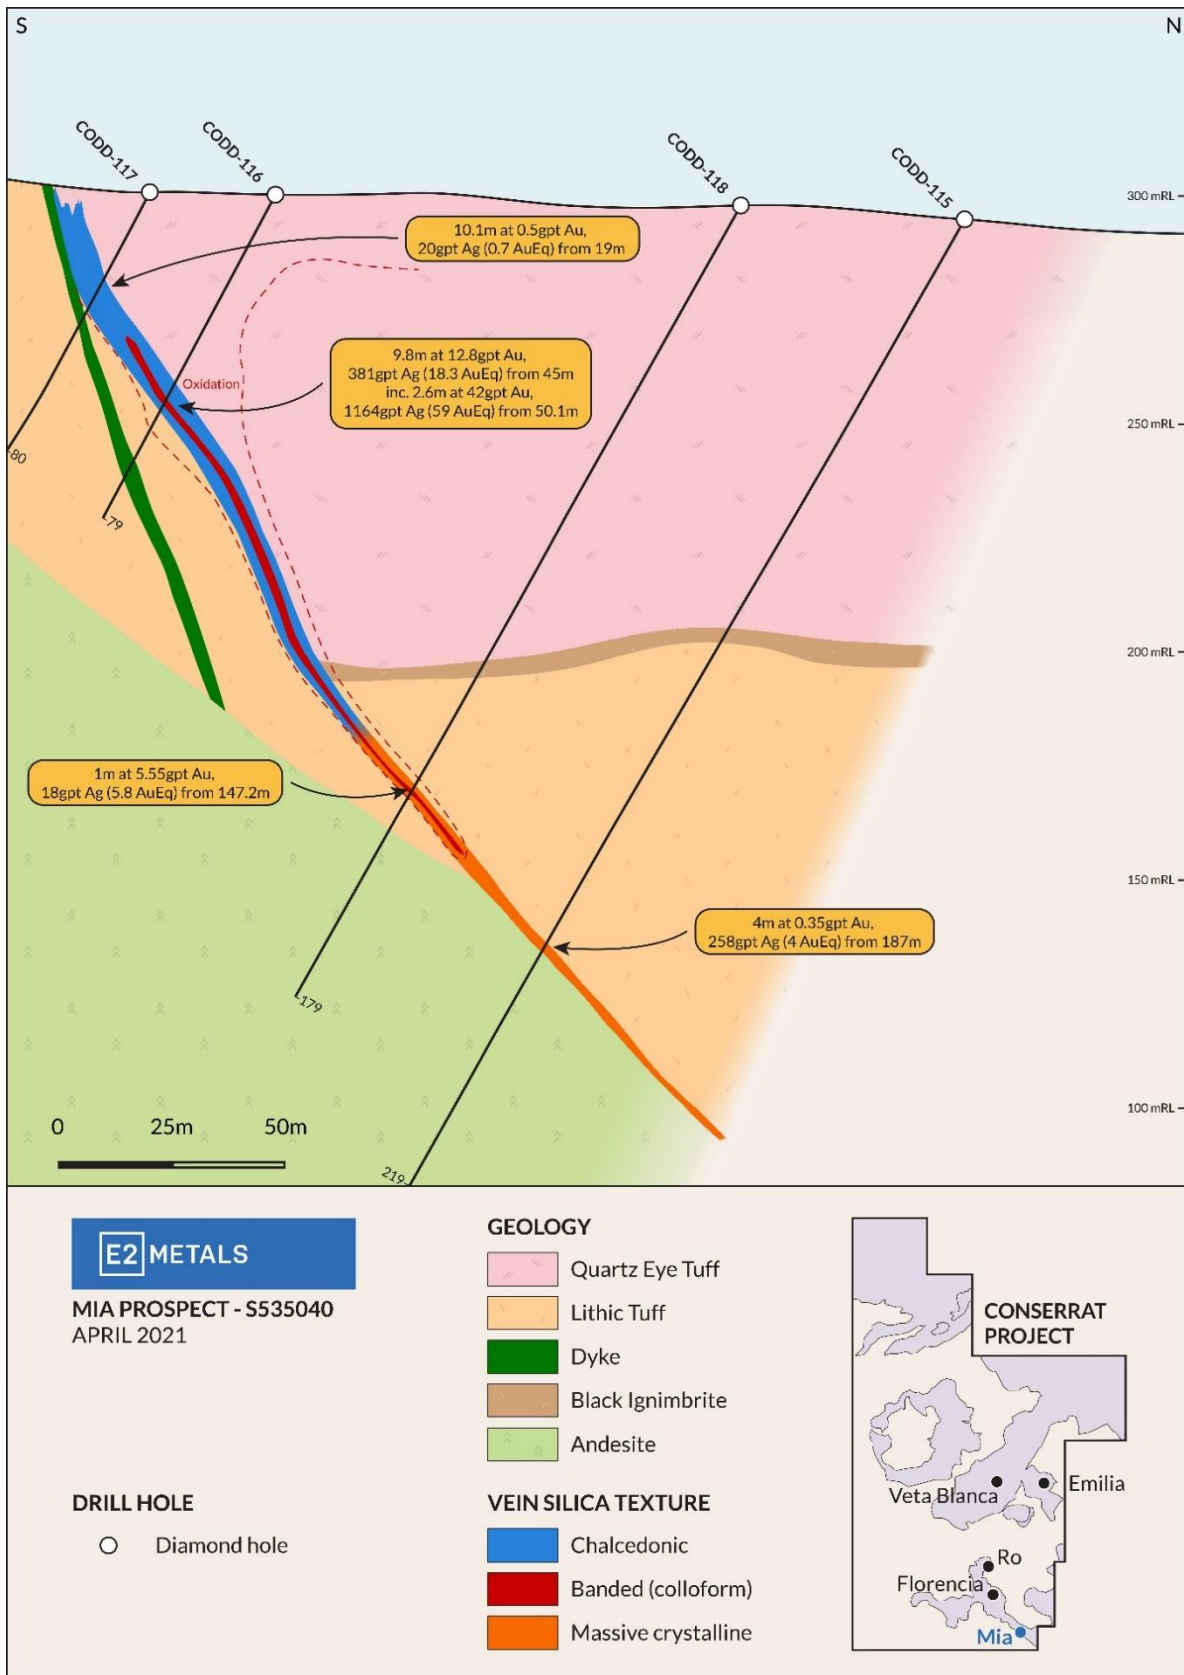 S
N
CODD-117
CODD-116
CODD-118
CODD-115
300 mRL
10.1m at 0.5gpt Au,
20gpt Ag (0.7 AuEq) from 19m
9.8m at 12.8gpt Au,
381gpt Ag (18.3 AuEq) from 45m
inc. 2.6m at 42gpt Au,
1164gpt Ag (59 AuEq) from 50.1m
Oxidation
250 mRL
80
79
200 mRL
1m at 5.55gpt Au,
18gpt Ag (5.8 AuEq) from 147.2m
150 mRL
4m at 0.35gpt Au,
258gpt Ag (4 AuEq) from 187m
179
100 mRL
0 25m 50m
219
E2 METALS
MIA PROSPECT - S535040
APRIL 2021
DRILL HOLE
Diamond hole
GEOLOGY
Quartz Eye Tuff
Lithic Tuff
Dyke
Black Ignimbrite
Andesite
VEIN SILICA TEXTURE
Chalcedonic
Banded (colloform)
Massive crystalline
CONSERRAT
PROJECT
Veta Blanca
Emilia
Ro
Florencia
Mia